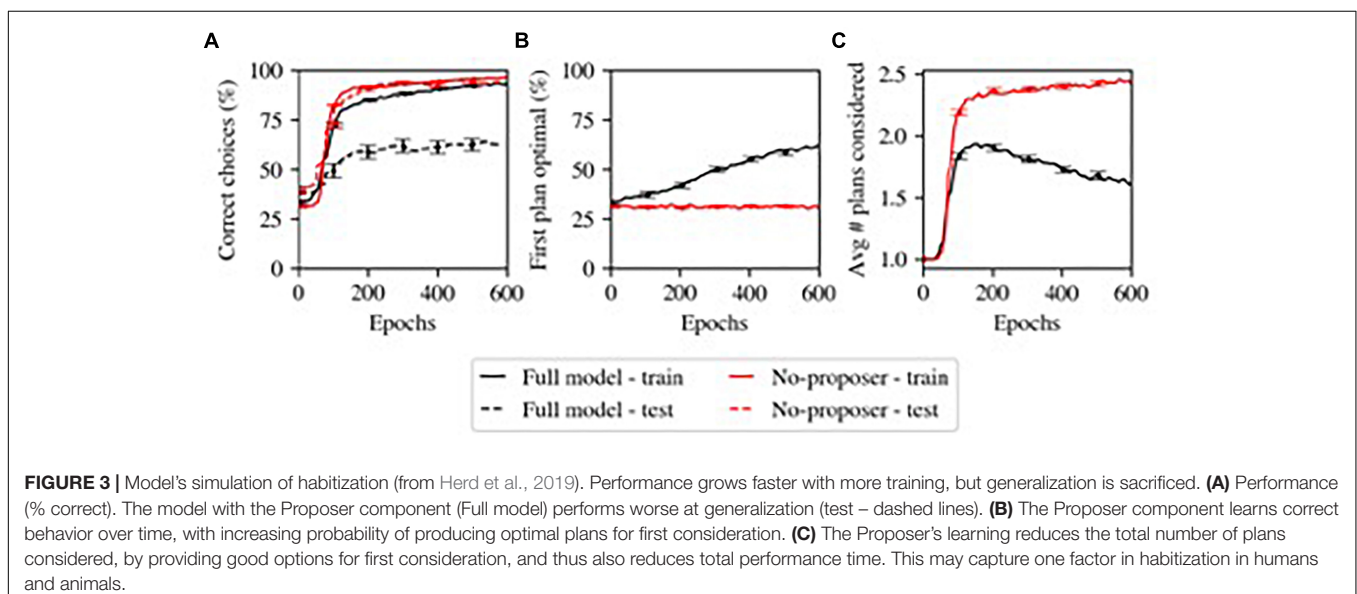 A
B
C
Correct choices (%)
100
75
50
25
0
0
200
400
600
Epochs
First plan optimal (%)
100
75
50
25
0
0
200
400
600
Epochs
Avg # plans considered
2.5
2.0
1.5
1.0
0
200
400
600
Epochs
Full model - train
No-proposer - train
Full model - test
No-proposer - test
FIGURE 3 | Model's simulation of habitization (from Herd et al., 2019). Performance grows faster with more training, but generalization is sacrificed. (A) Performance
(% correct). The model with the Proposer component (Full model) performs worse at generalization (test – dashed lines). (B) The Proposer component learns correct
behavior over time, with increasing probability of producing optimal plans for first consideration. (C) The Proposer's learning reduces the total number of plans
considered, by providing good options for first consideration, and thus also reduces total performance time. This may capture one factor in habitization in humans
and animals.